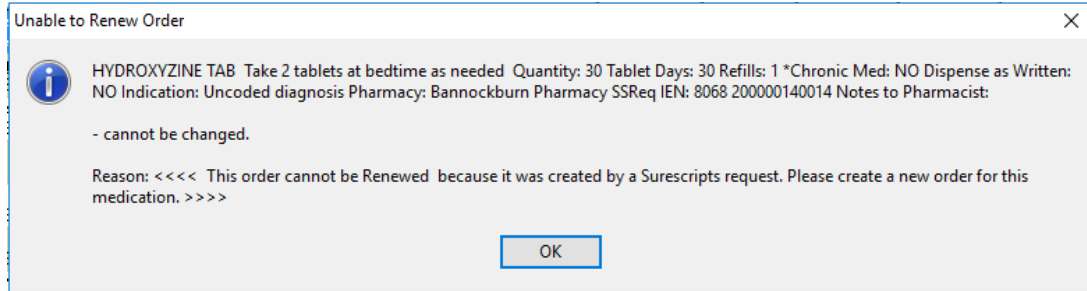 Unable to Renew Order
HYDROXYZINE TAB  Take 2 tablets at bedtime as needed  Quantity: 30 Tablet Days: 30 Refills: 1 *Chronic Med: NO Dispense as Written:
NO Indication: Uncoded diagnosis Pharmacy: Bannockburn Pharmacy SSReq IEN: 8068 200000140014 Notes to Pharmacist:
- cannot be changed.
Reason: <<<<  This order cannot be Renewed  because it was created by a Surescripts request. Please create a new order for this
medication. >>>>
OK